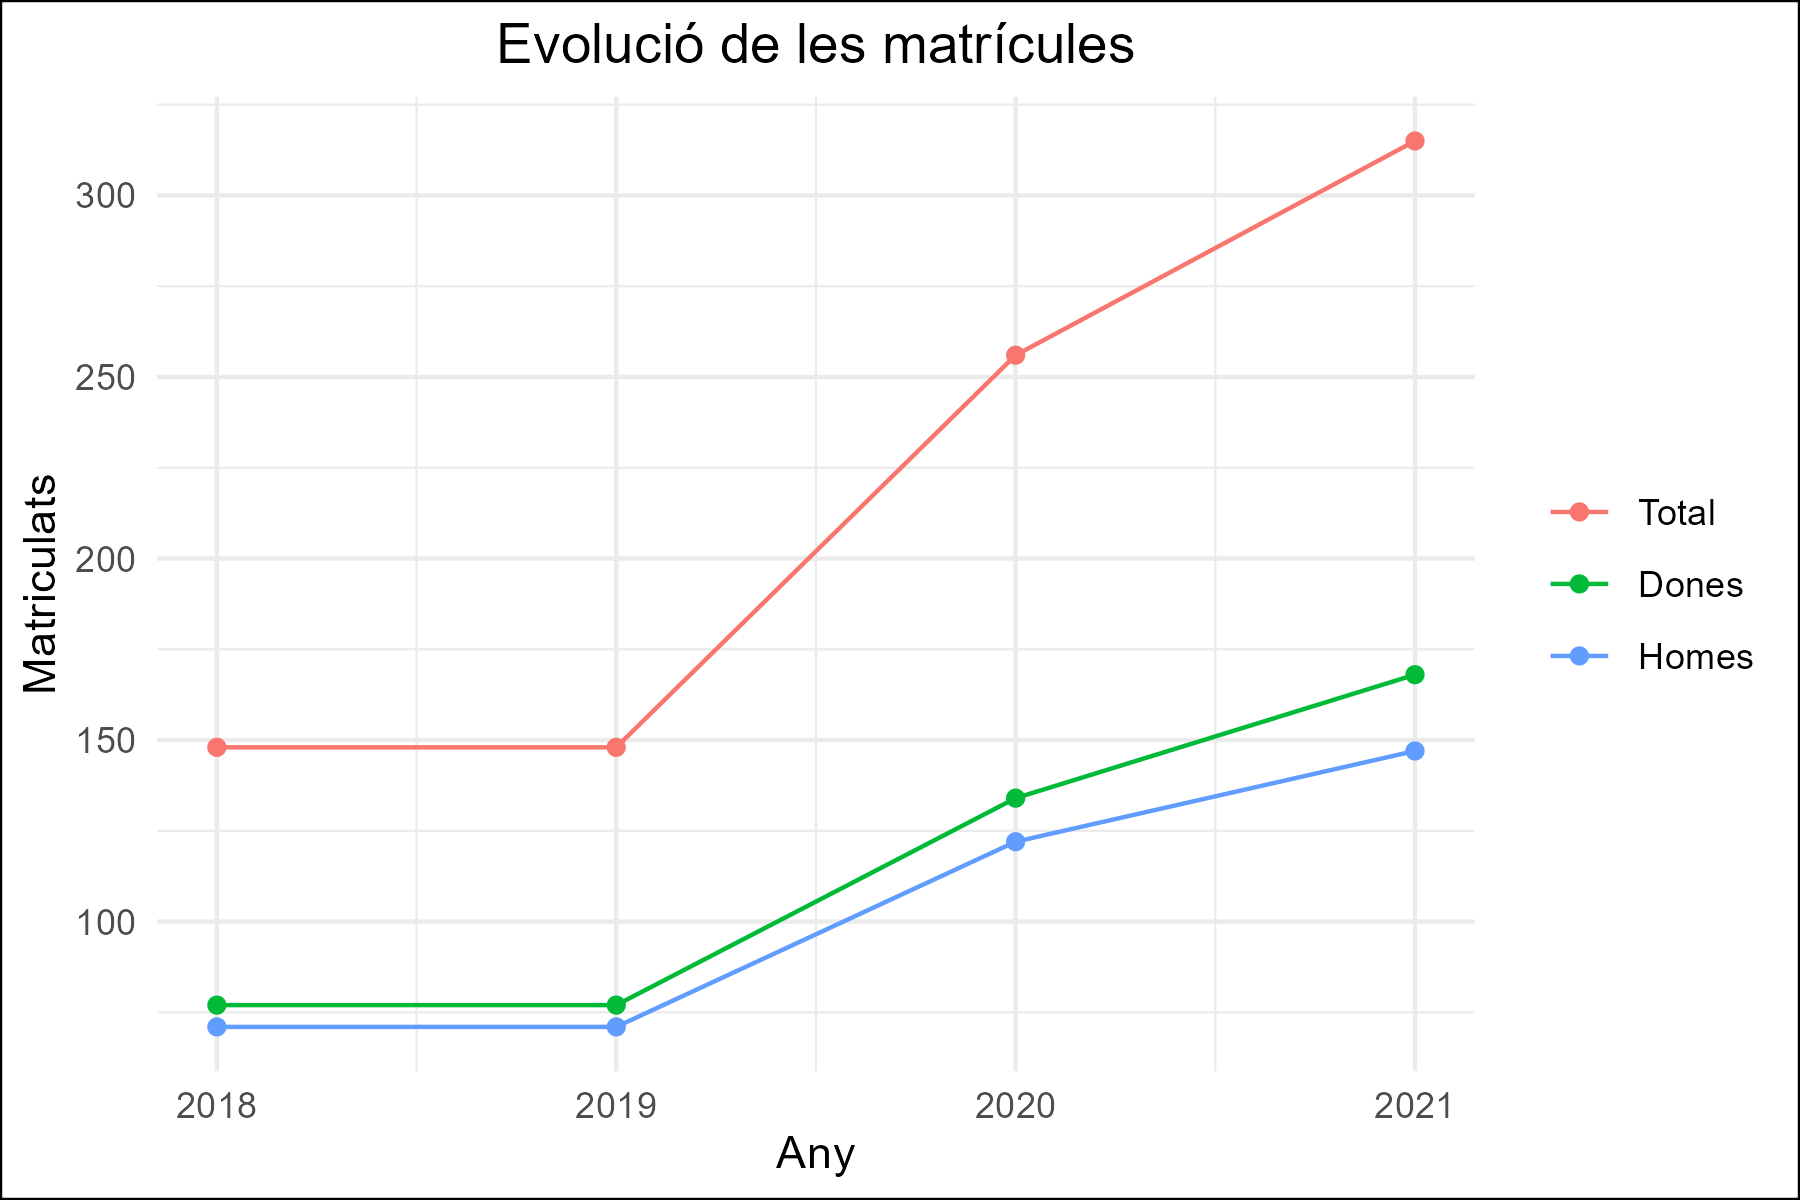 Evolució de les matrícules
Matriculats
300
250
200
150
100
2018
2019
2020
2021
Any
Total
Dones
Homes